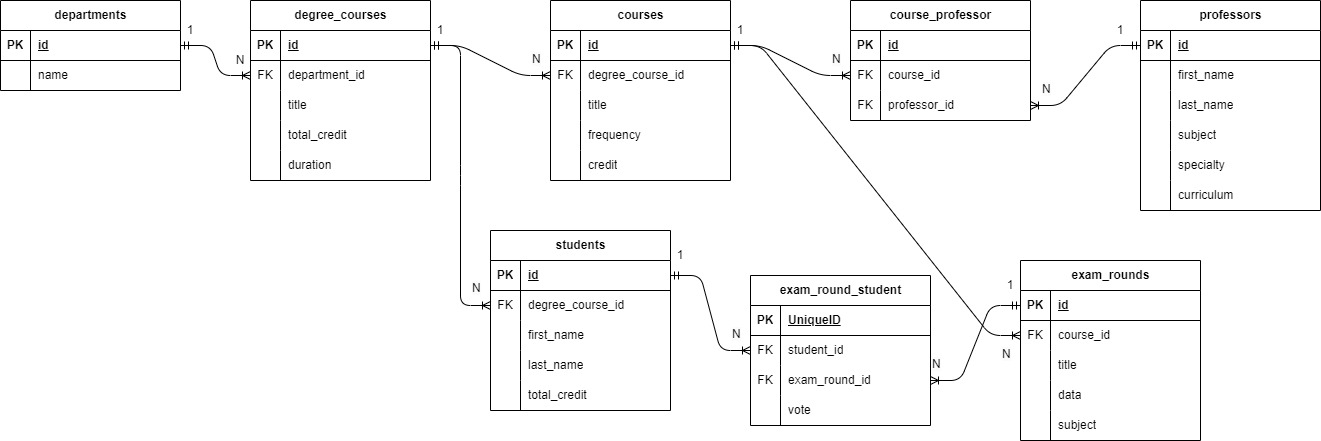 departments
PK id
name
1
N
degree_courses
PK id
FK department_id
title
total_credit
duration
1
N
courses
PK id
FK degree_course_id
title
frequency
credit
1
N
course_professor
PK id
FK course_id
FK professor_id
N
1
professors
PK id
first_name
last_name
subject
specialty
curriculum
N
students
PK id
FK degree_course_id
first_name
last_name
total_credit
1
N
exam_round_student
PK UniqueID
FK student_id
FK exam_round_id
vote
N
1
N
exam_rounds
PK id
FK course_id
title
data
subject